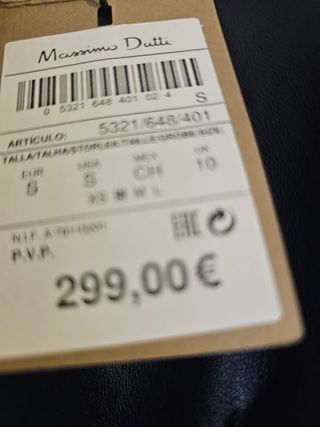 Massimo Dutti
0 5321 648 401 02 4 S
ARTÍCULO: 5321/648/401
EUR USA MEX UK
S S CH 10
N.I.F. A
P.V.P.
299,00€